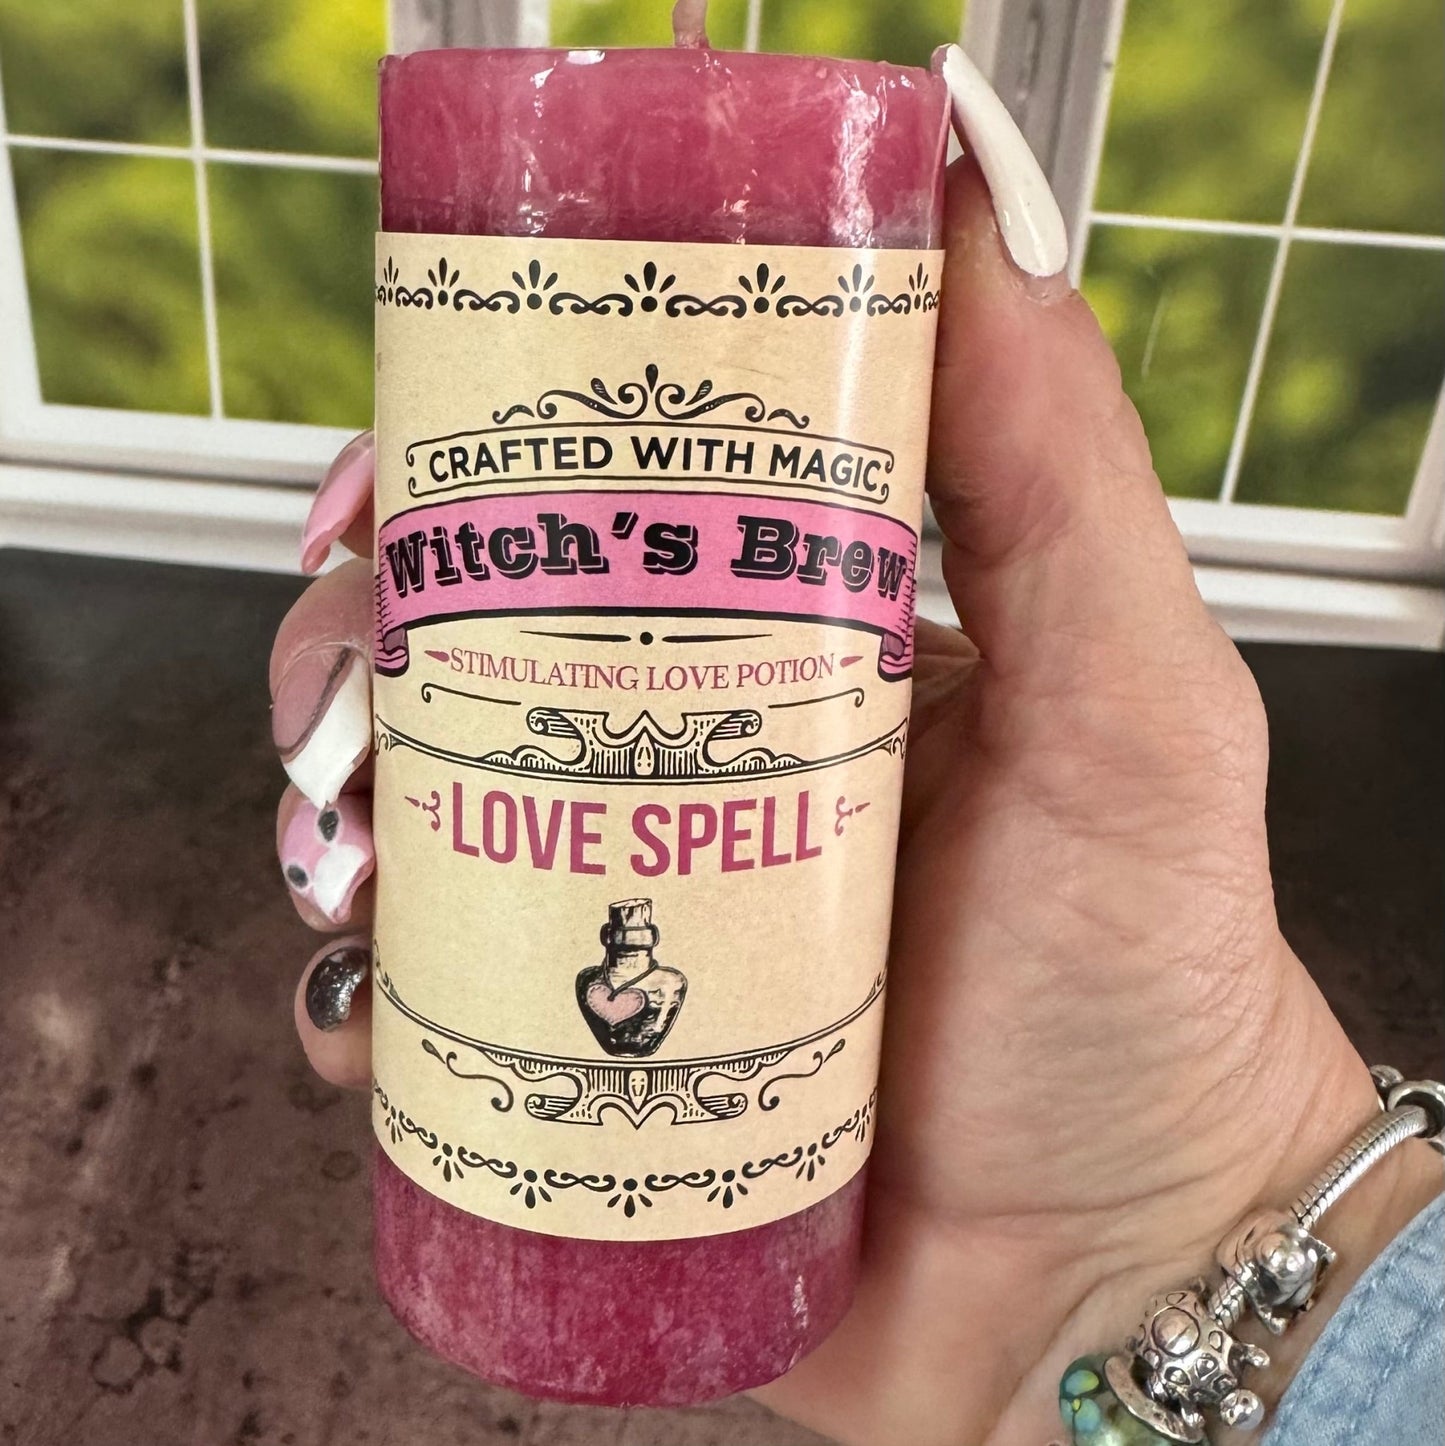 CRAFTED WITH MAGIC
Witch's Brew
STIMULATING LOVE POTION
LOVE SPELL